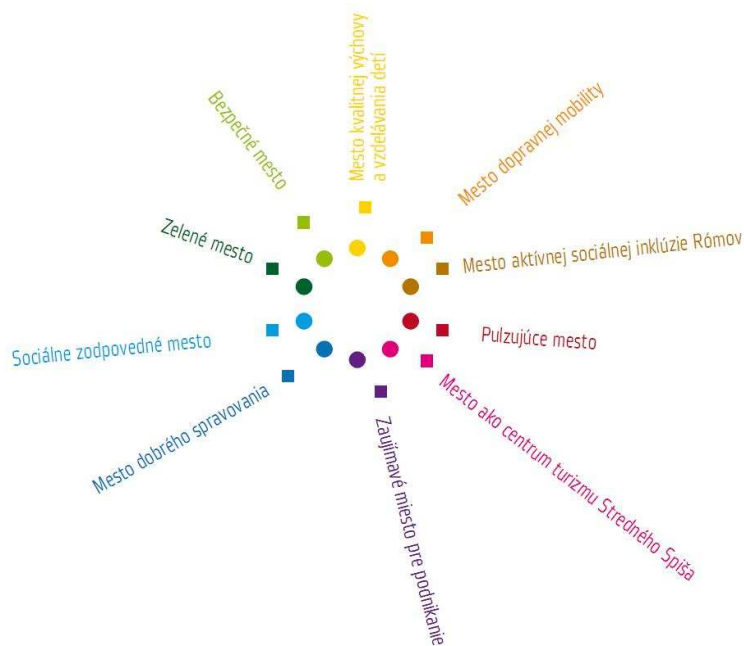 Mesto kvalitnej výchovy
a vzdelávania detí
Mesto dopravnej mobility
Mesto aktívnej sociálnej inklúzie Rómov
Pulzujúce mesto
Mesto ako centrum turizmu Stredného Spiša
Zaujímavé miesto pre podnikanie
Mesto dobrého spravovania
Sociálne zodpovedné mesto
Zelené mesto
Bezpečné mesto